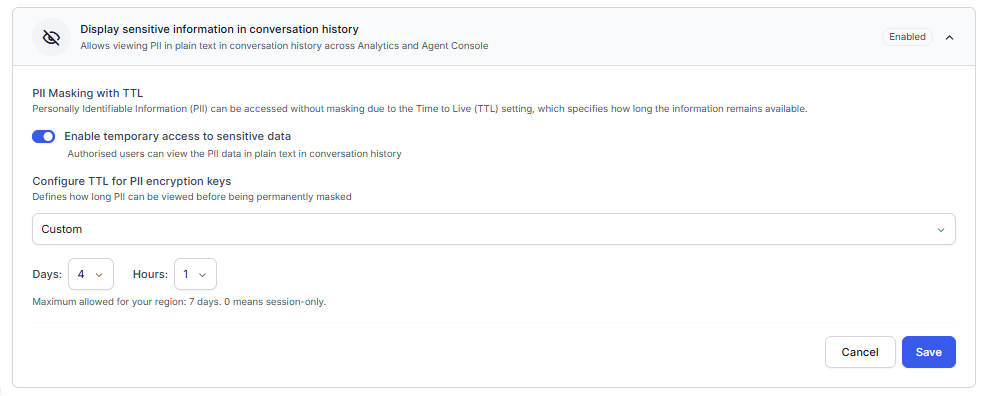 Display sensitive information in conversation history
Allows viewing PII in plain text in conversation history across Analytics and Agent Console
Enabled
PII Masking with TTL
Personally Identifiable Information (PII) can be accessed without masking due to the Time to Live (TTL) setting, which specifies how long the information remains available.
Enable temporary access to sensitive data
Authorised users can view the PII data in plain text in conversation history
Configure TTL for PII encryption keys
Defines how long PII can be viewed before being permanently masked
Custom
Days: 4 Hours: 1
Maximum allowed for your region: 7 days. 0 means session-only.
Cancel Save